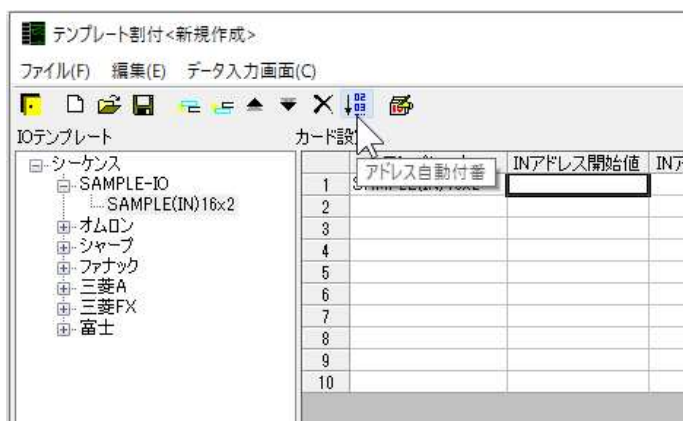 テンプレート割付<新規作成>
ファイル(F) 編集(E) データ入力画面(C)
IOテンプレート
カード設
シーケンス
SAMPLE-IO
SAMPLE(IN)16x2
オムロン
シャープ
ファナック
三菱A
三菱FX
富士
INアドレス開始値
アドレス自動付番
1
2
3
4
5
6
7
8
9
10